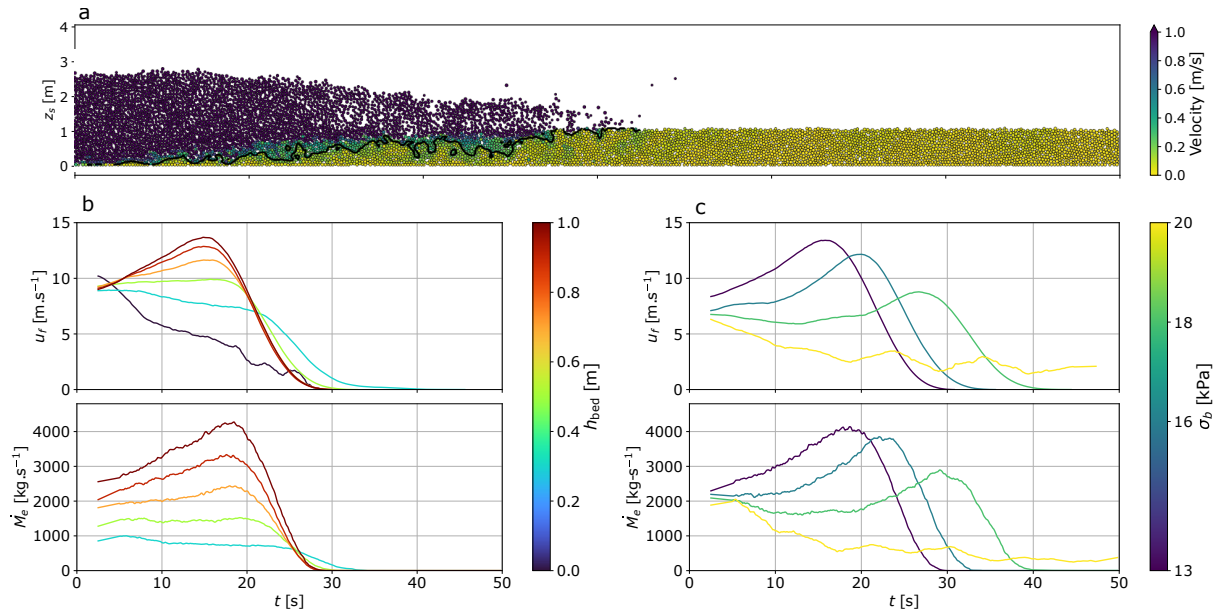 a
4
3
2
1
0
z_s [m]
1.0
0.8
0.6
0.4
0.2
0.0
Velocity [m/s]
b
15
10
5
0
u_f [m.s⁻¹]
4000
3000
2000
1000
0
Ṁ_e [kg.s⁻¹]
0 10 20 30 40 50
t [s]
1.0
0.8
0.6
0.4
0.2
0.0
h_bed [m]
c
15
10
5
0
u_f [m.s⁻¹]
4000
3000
2000
1000
0
Ṁ_e [kg-s⁻¹]
0 10 20 30 40 50
t [s]
20
18
16
13
σ_b [kPa]